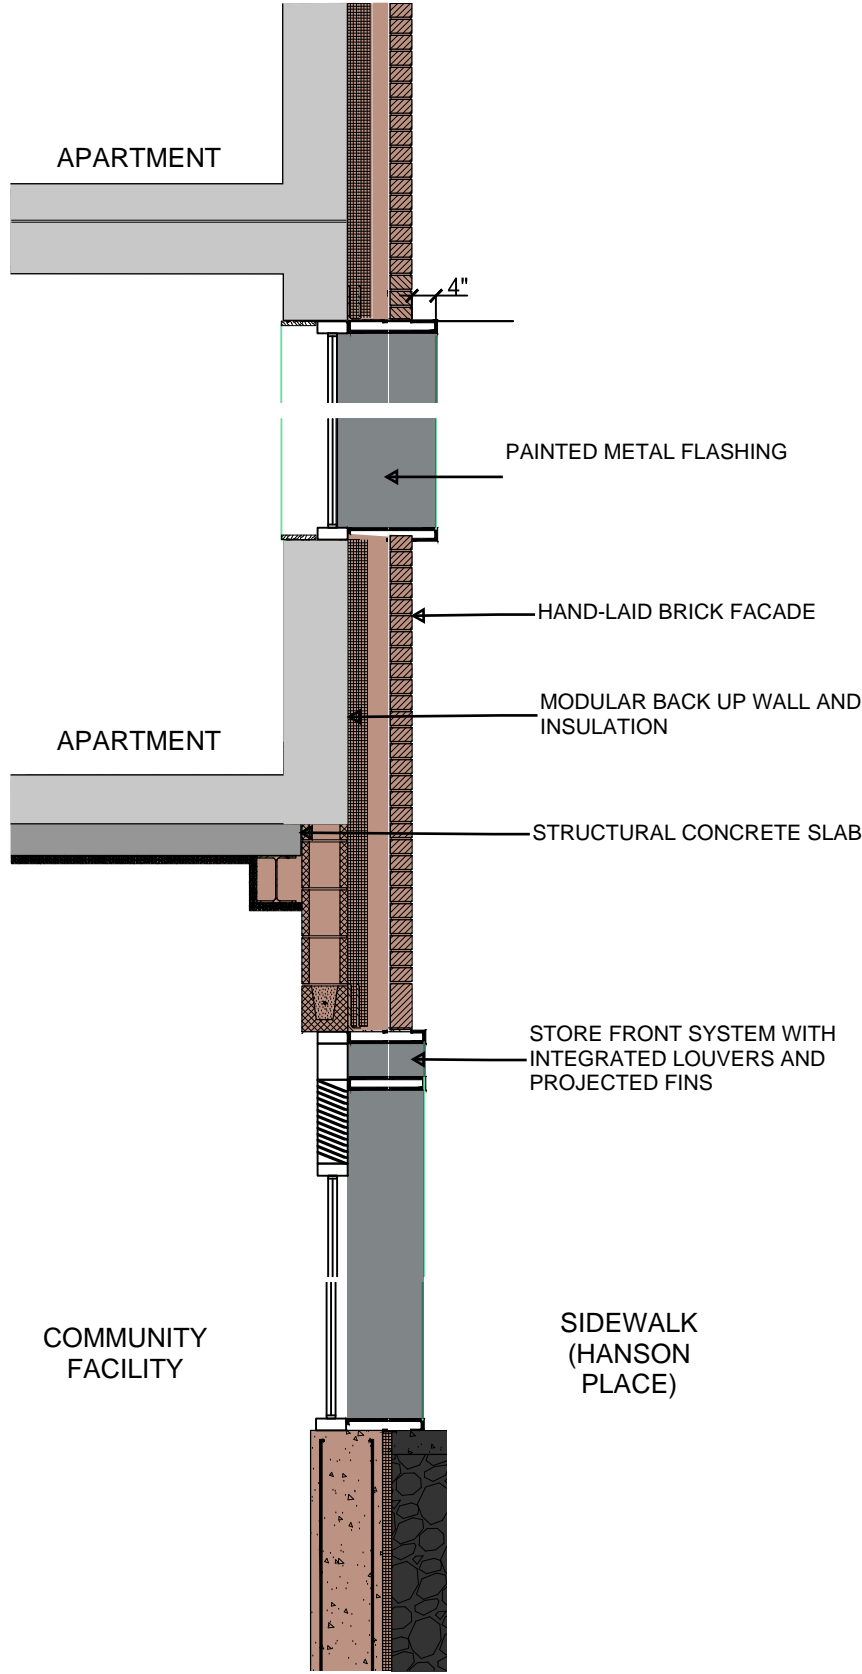 APARTMENT
4"
PAINTED METAL FLASHING
HAND-LAID BRICK FACADE
MODULAR BACK UP WALL AND
INSULATION
APARTMENT
STRUCTURAL CONCRETE SLAB
STORE FRONT SYSTEM WITH
INTEGRATED LOUVERS AND
PROJECTED FINS
COMMUNITY
FACILITY
SIDEWALK
(HANSON
PLACE)